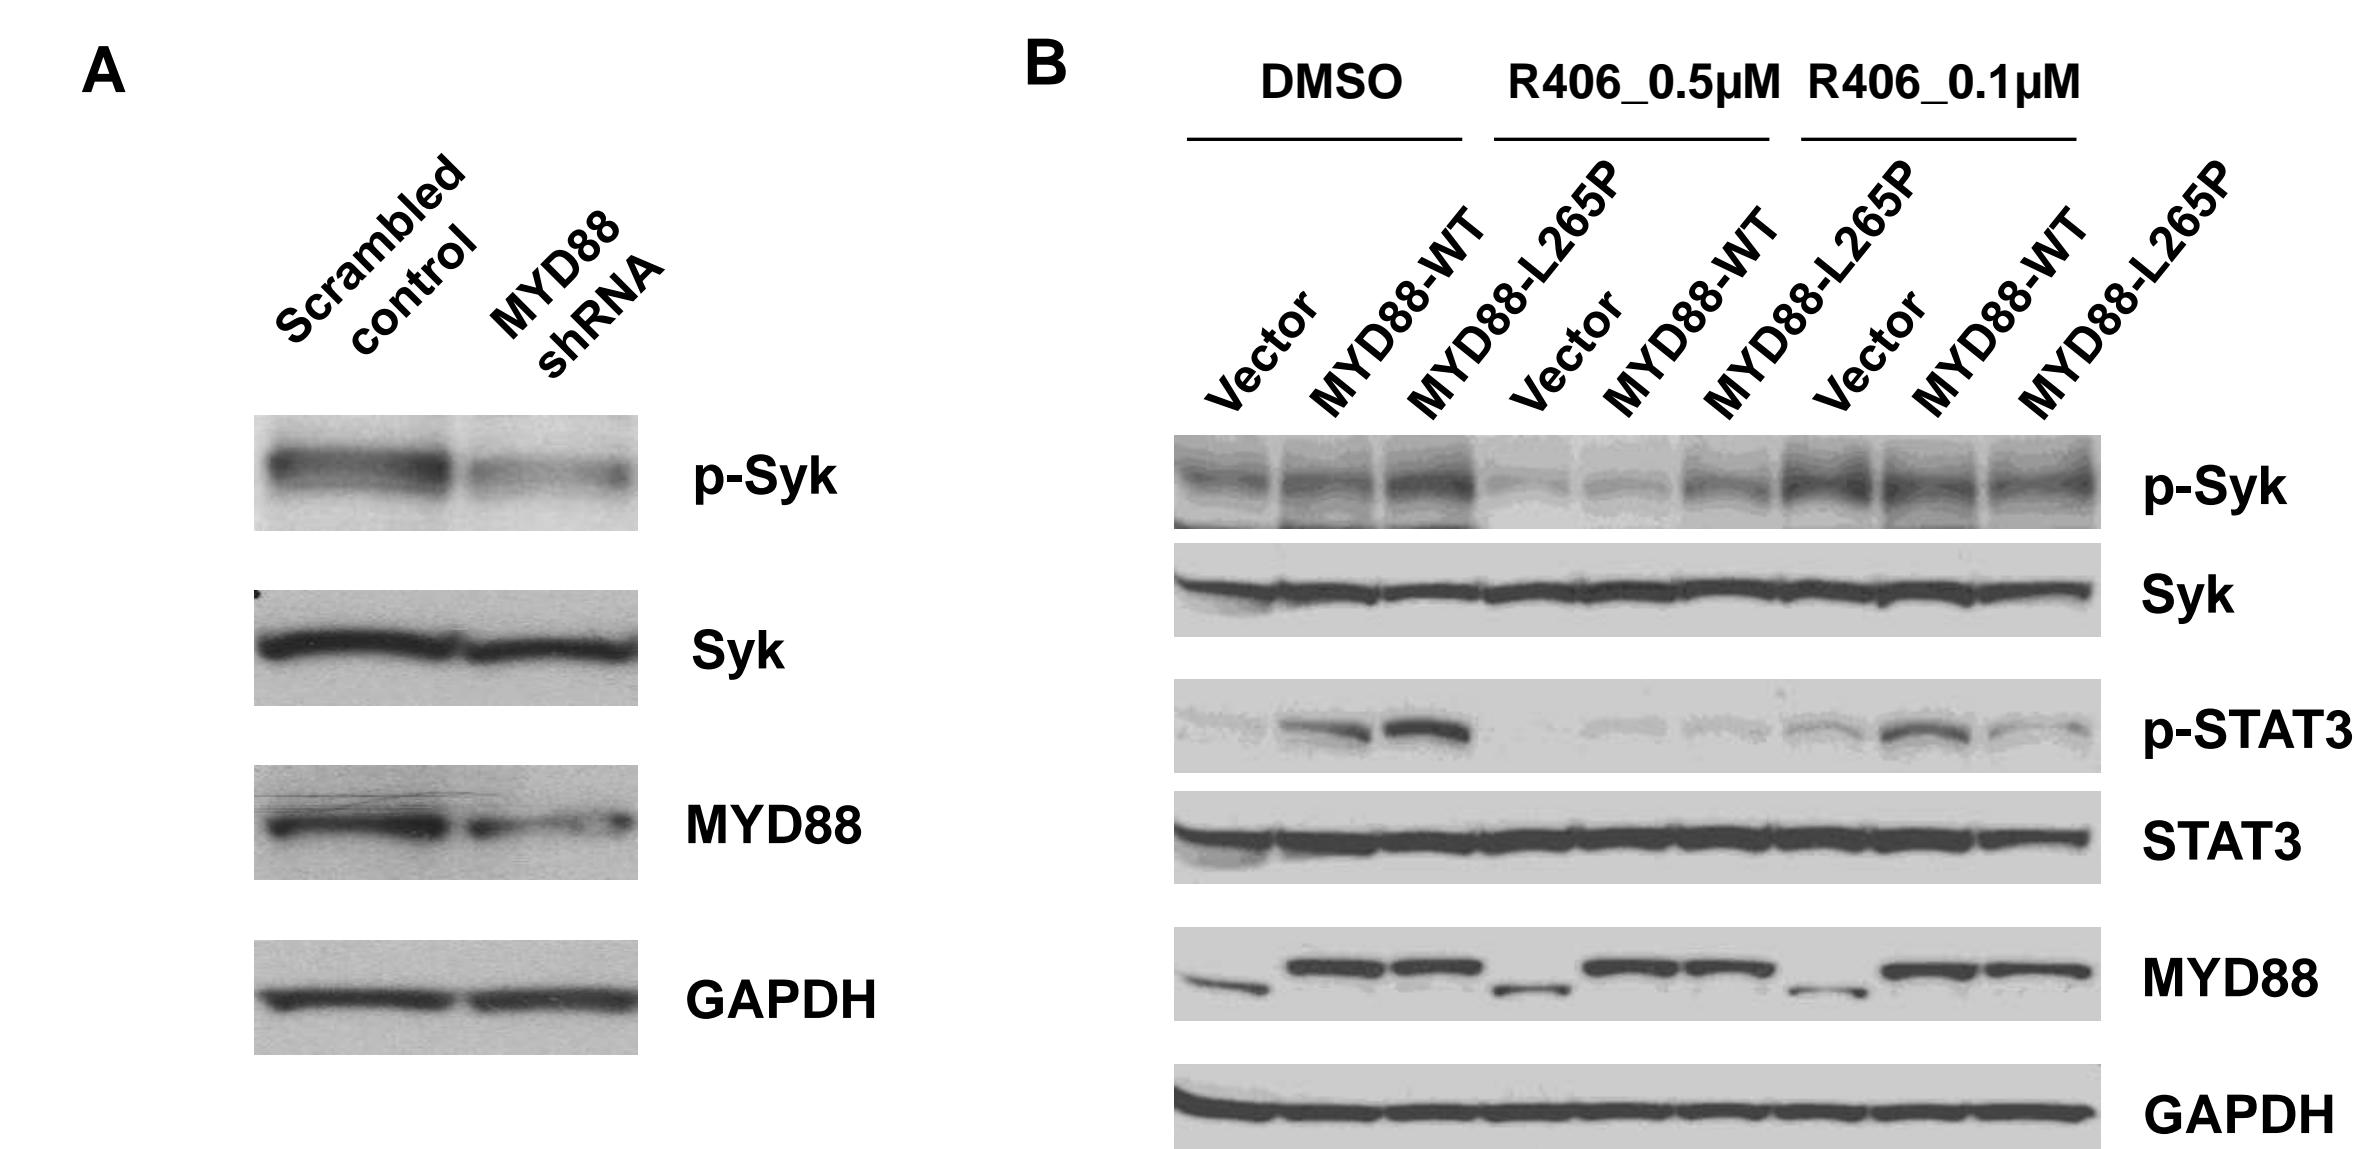 A
Scrambled
control
MYD88
shRNA
p-Syk
Syk
MYD88
GAPDH
B
DMSO
R406_0.5µM
R406_0.1µM
Vector
MYD88-WT
MYD88-L265P
Vector
MYD88-WT
MYD88-L265P
Vector
MYD88-WT
MYD88-L265P
p-Syk
Syk
p-STAT3
STAT3
MYD88
GAPDH